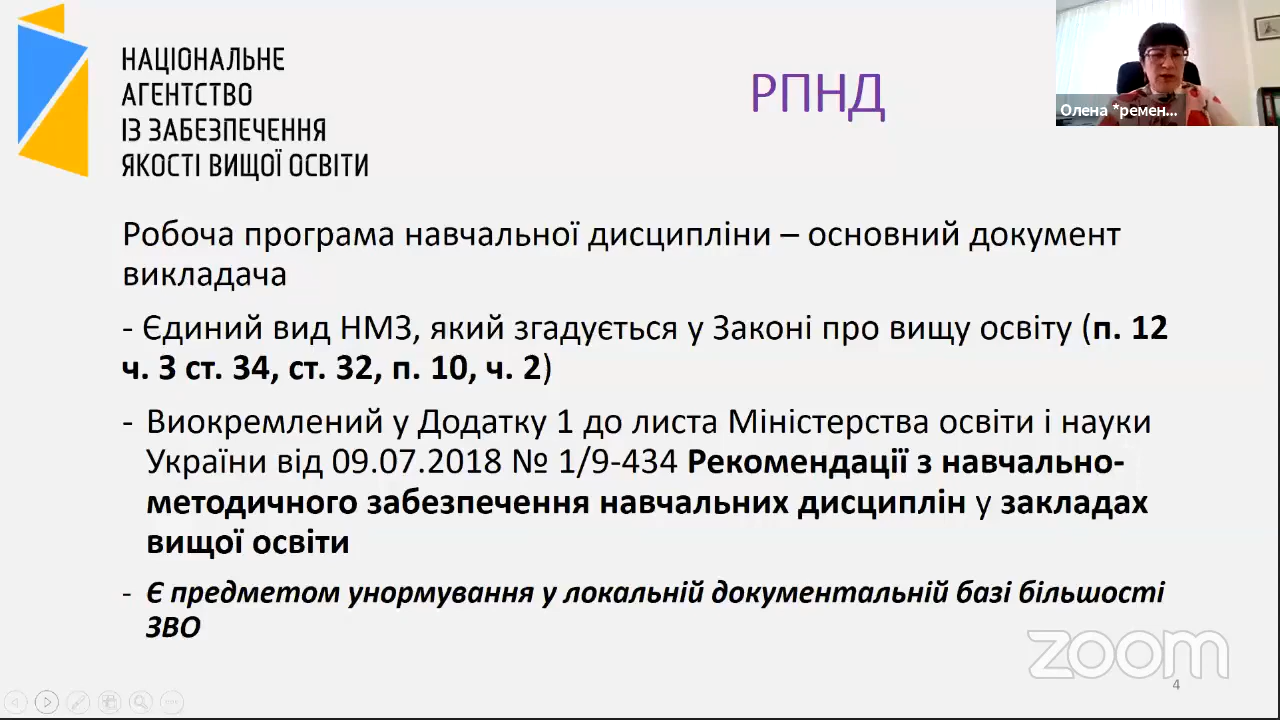 НАЦІОНАЛЬНЕ
АГЕНТСТВО
ІЗ ЗАБЕЗПЕЧЕННЯ
ЯКОСТІ ВИЩОЇ ОСВІТИ
РПНД
Олена *ремен...
Робоча програма навчальної дисципліни – основний документ
викладача
- Єдиний вид НМЗ, який згадується у Законі про вищу освіту (п. 12
ч. 3 ст. 34, ст. 32, п. 10, ч. 2)
- Виокремлений у Додатку 1 до листа Міністерства освіти і науки
України від 09.07.2018 № 1/9-434 Рекомендації з навчально-
методичного забезпечення навчальних дисциплін у закладах
вищої освіти
- Є предметом унормування у локальній документальній базі більшості
ЗВО
zoom
4